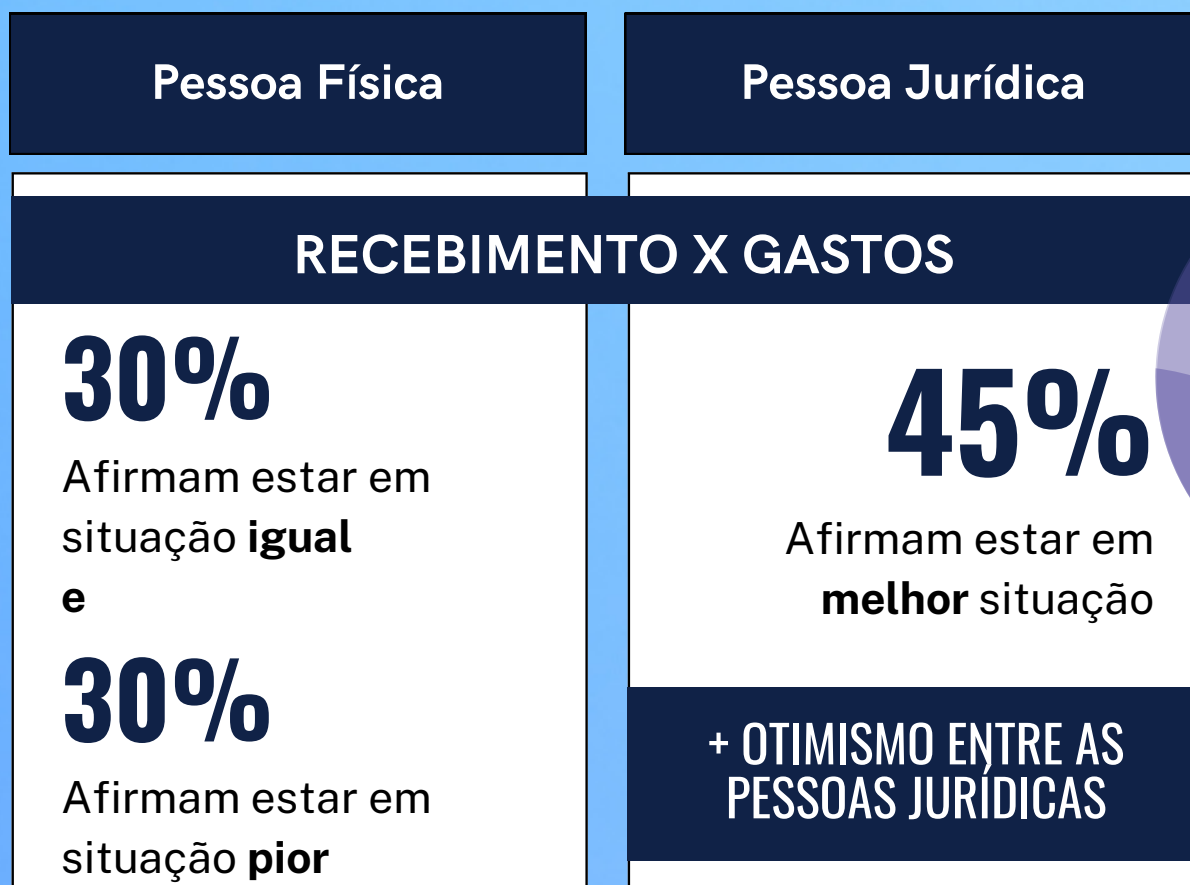 Pessoa Física
Pessoa Jurídica
RECEBIMENTO X GASTOS
30%
Afirmam estar em
situação igual
e
30%
Afirmam estar em
situação pior
45%
Afirmam estar em
melhor situação
+ OTIMISMO ENTRE AS
PESSOAS JURÍDICAS